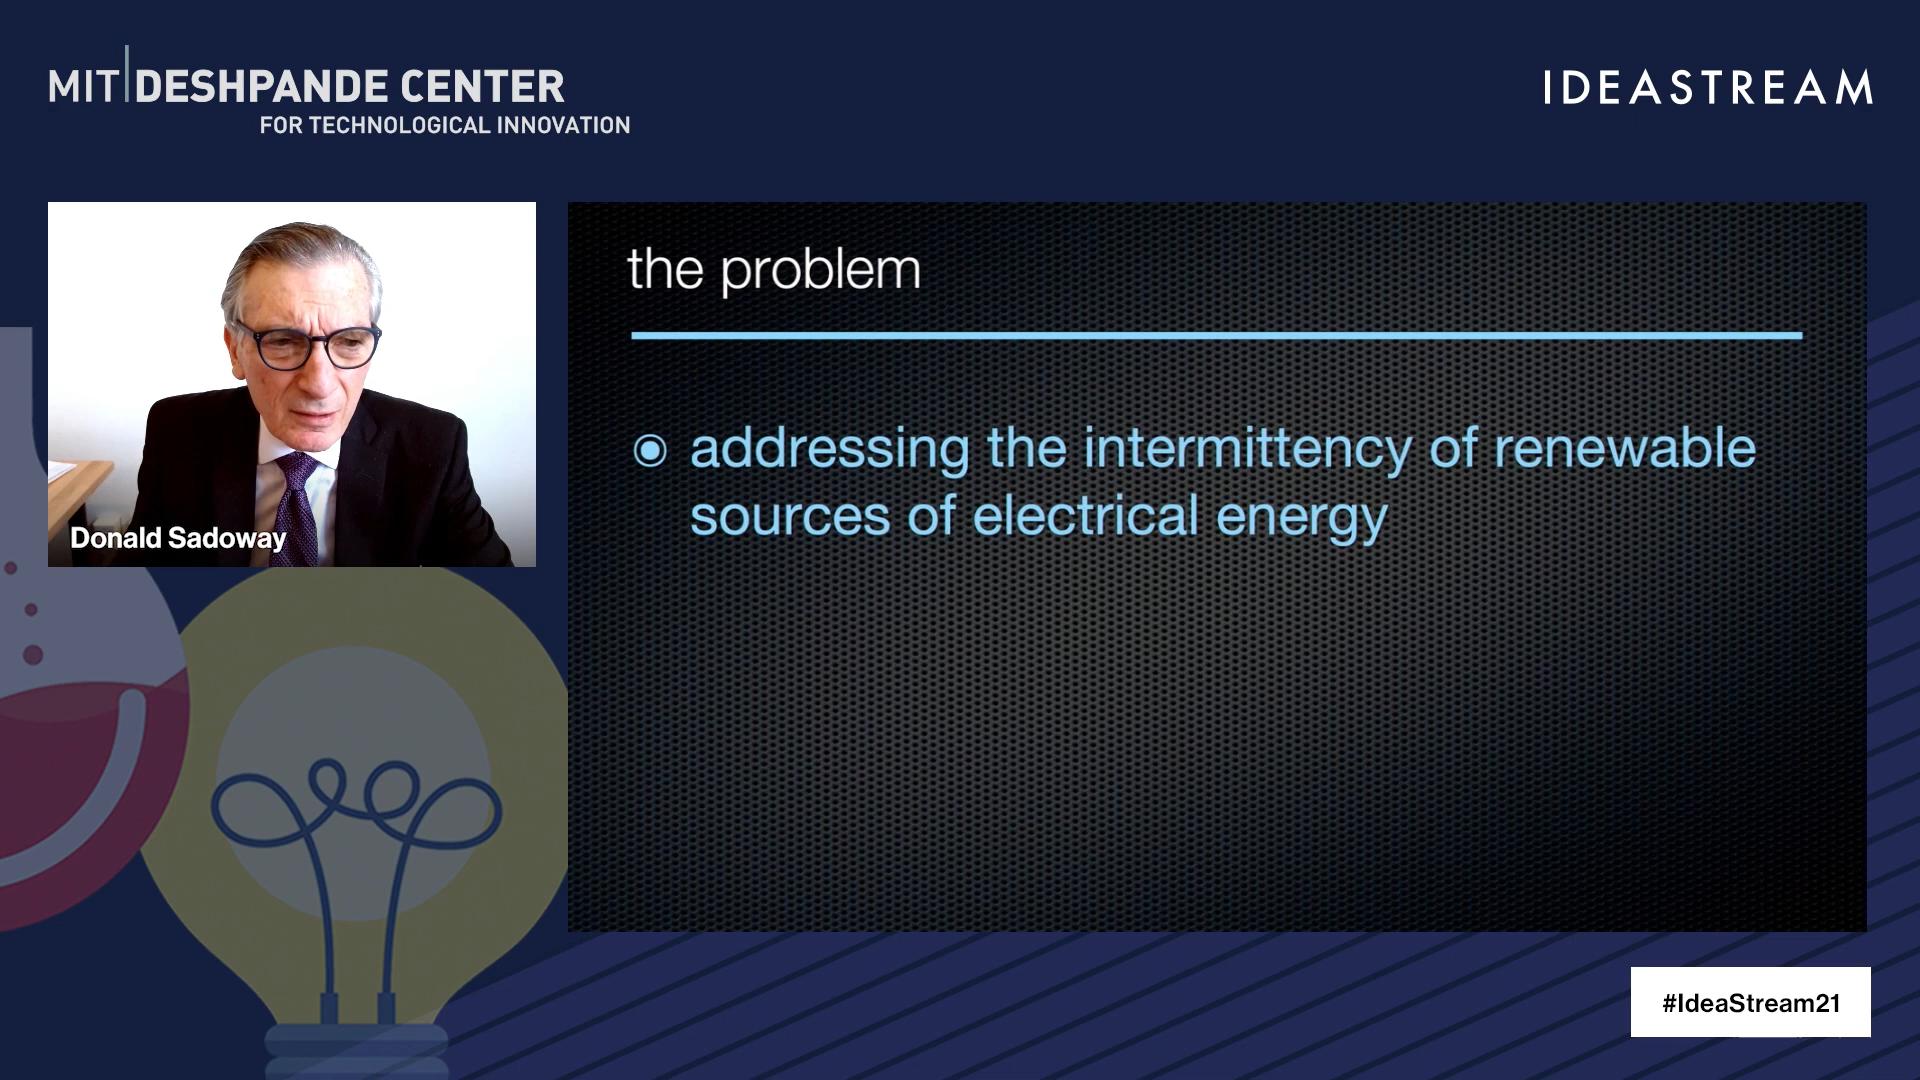 MIT DESHPANDE CENTER
FOR TECHNOLOGICAL INNOVATION
IDEASTREAM
Donald Sadoway
the problem
addressing the intermittency of renewable
sources of electrical energy
#IdeaStream21